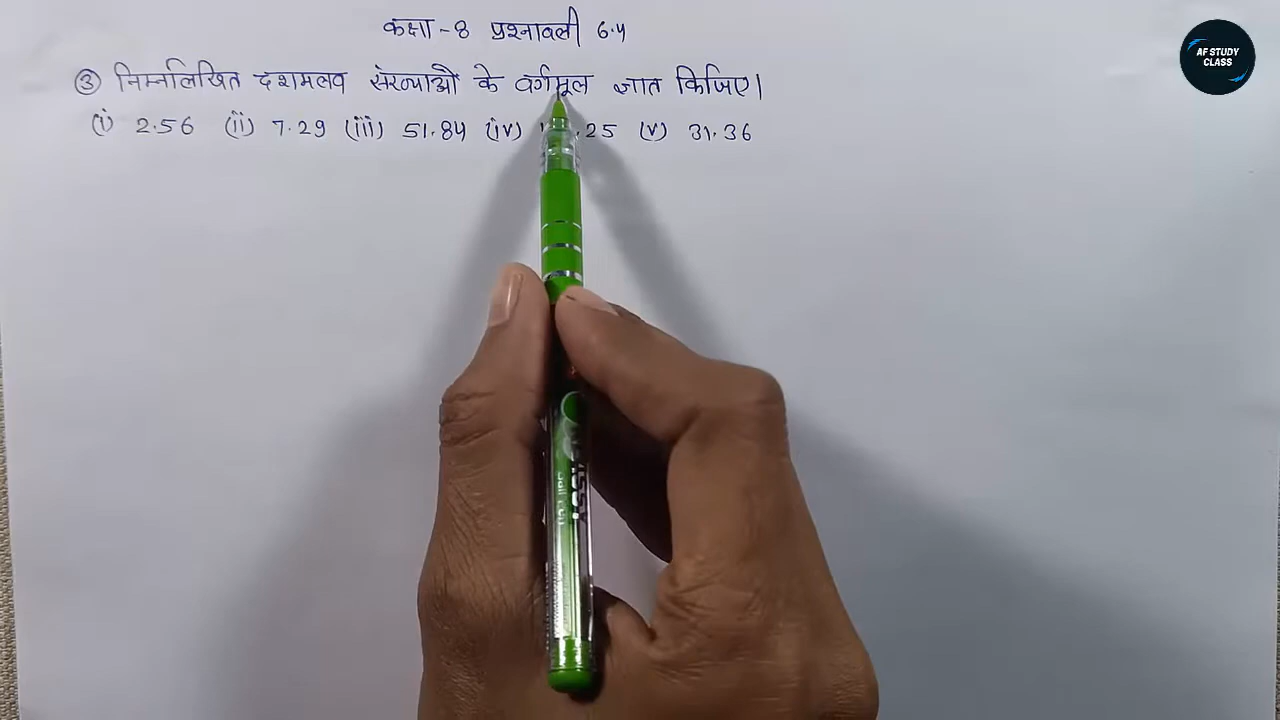 कक्षा - 8 प्रश्नावली 6.4
③ निम्नलिखित दशमलव संख्याओं के वर्गमूल ज्ञात किजिए।
(i) 2.56 (ii) 7.29 (iii) 51.84 (iv) .25 (v) 31.36
AF STUDY
CLASS